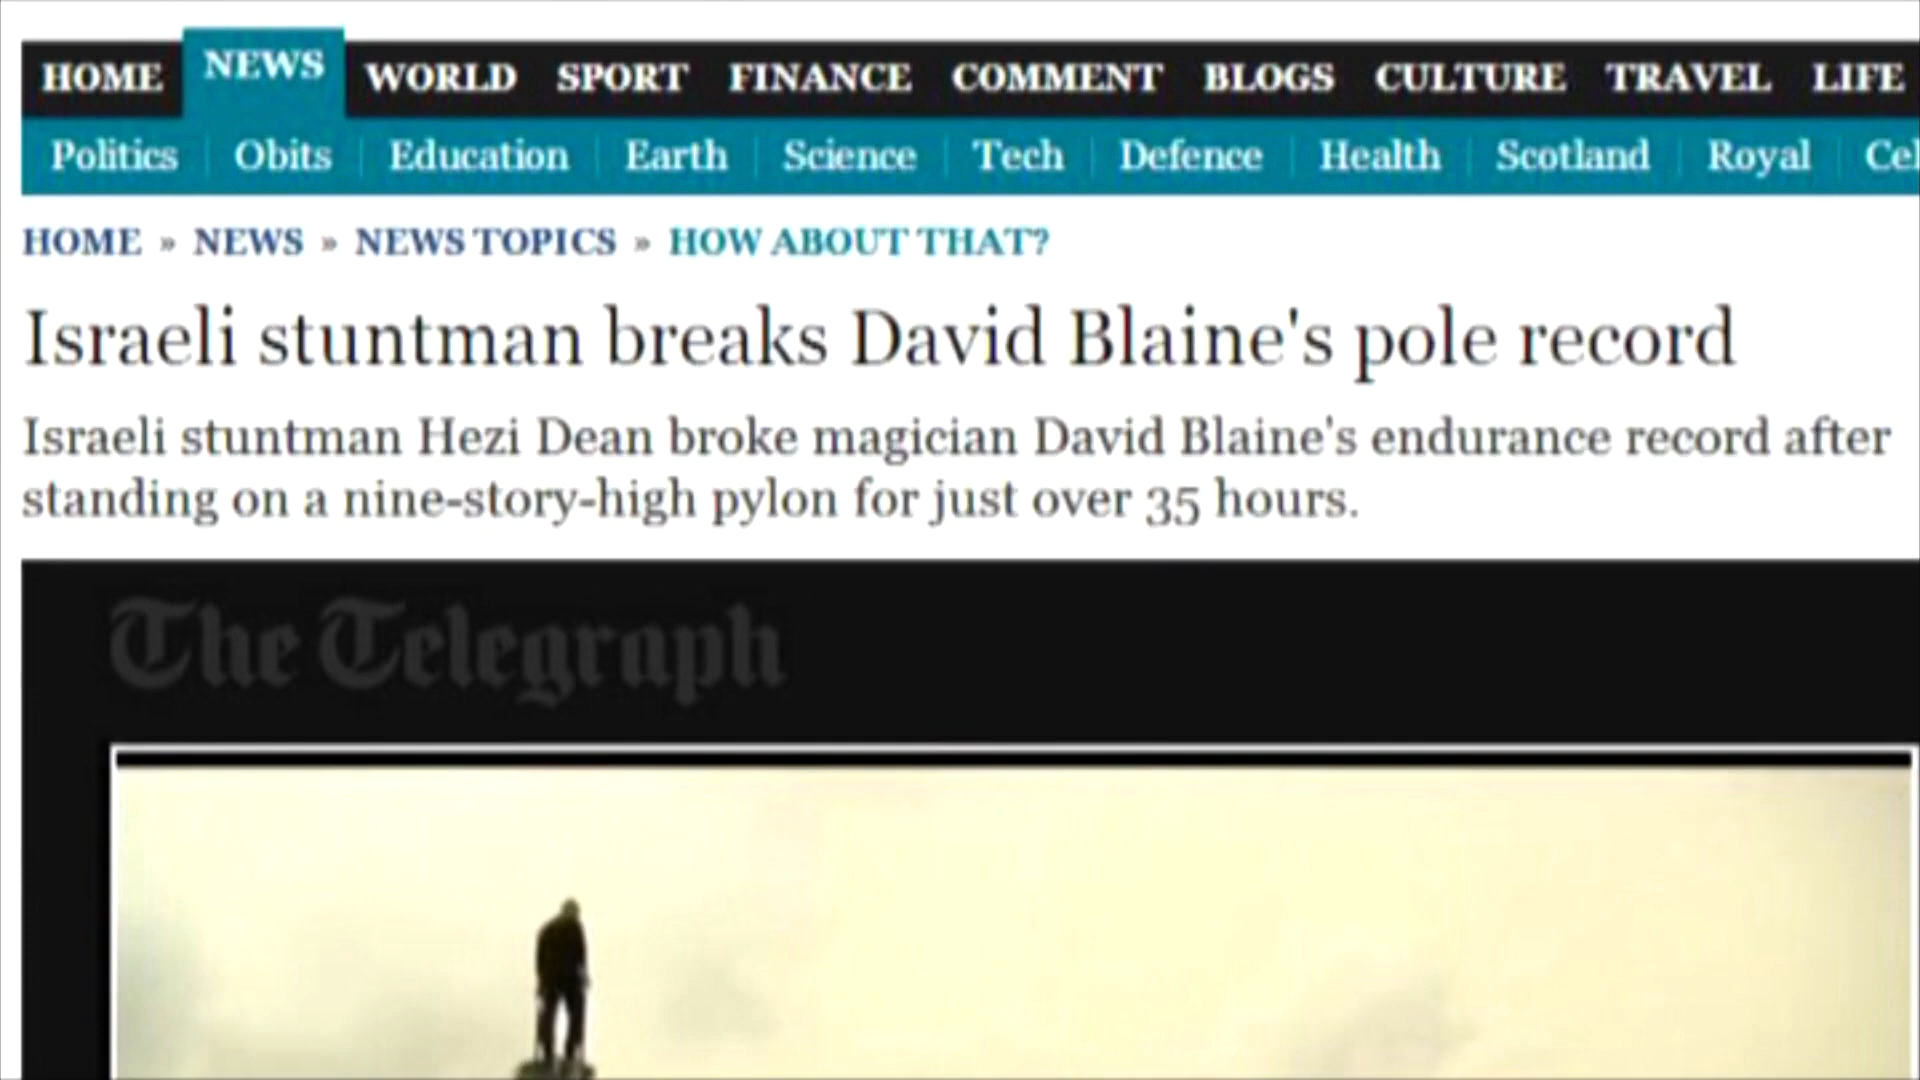 HOME NEWS WORLD SPORT FINANCE COMMENT BLOGS CULTURE TRAVEL LIFE
Politics Obits Education Earth Science Tech Defence Health Scotland Royal Cel
HOME » NEWS » NEWS TOPICS » HOW ABOUT THAT?
Israeli stuntman breaks David Blaine's pole record
Israeli stuntman Hezi Dean broke magician David Blaine's endurance record after
standing on a nine-story-high pylon for just over 35 hours.
The Telegraph